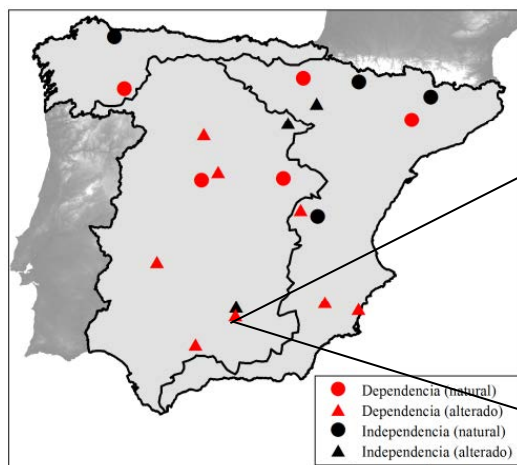 Dependencia (natural)
Dependencia (alterado)
Independencia (natural)
Independencia (alterado)